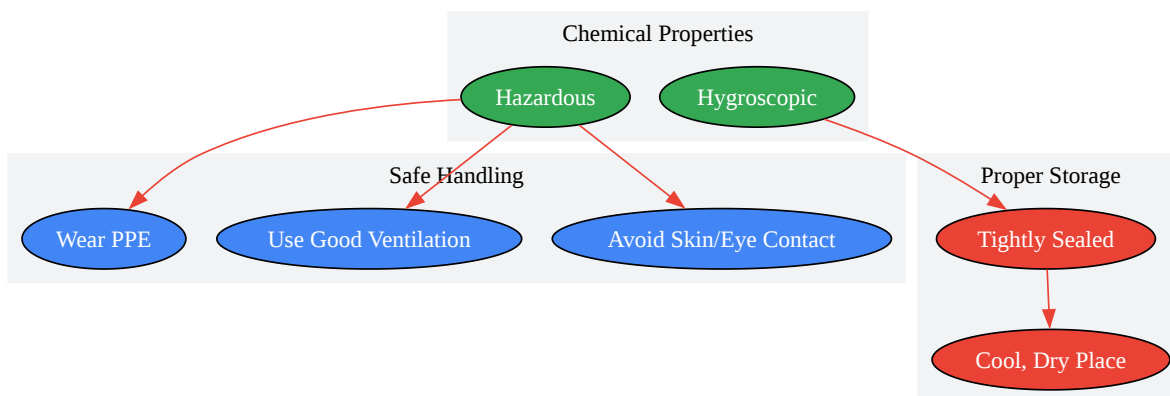 Chemical Properties
Hazardous
Hygroscopic
Safe Handling
Proper Storage
Wear PPE
Use Good Ventilation
Avoid Skin/Eye Contact
Tightly Sealed
Cool, Dry Place